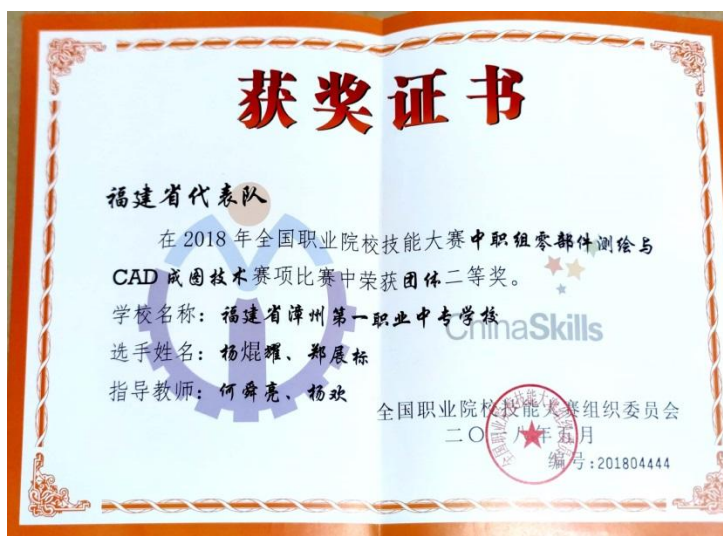 获奖证书
福建省代表队
在 2018 年全国职业院校技能大赛中职组零部件测绘与
CAD 成图技术赛项比赛中荣获团体二等奖。
ChinaSkills
学校名称：福建省漳州第一职业中专学校
选手姓名：杨焜耀、郑展标
指导教师：何舜亮、杨欢
全国职业院校技能大赛组织委员会
二〇一八年五月
编号:201804444